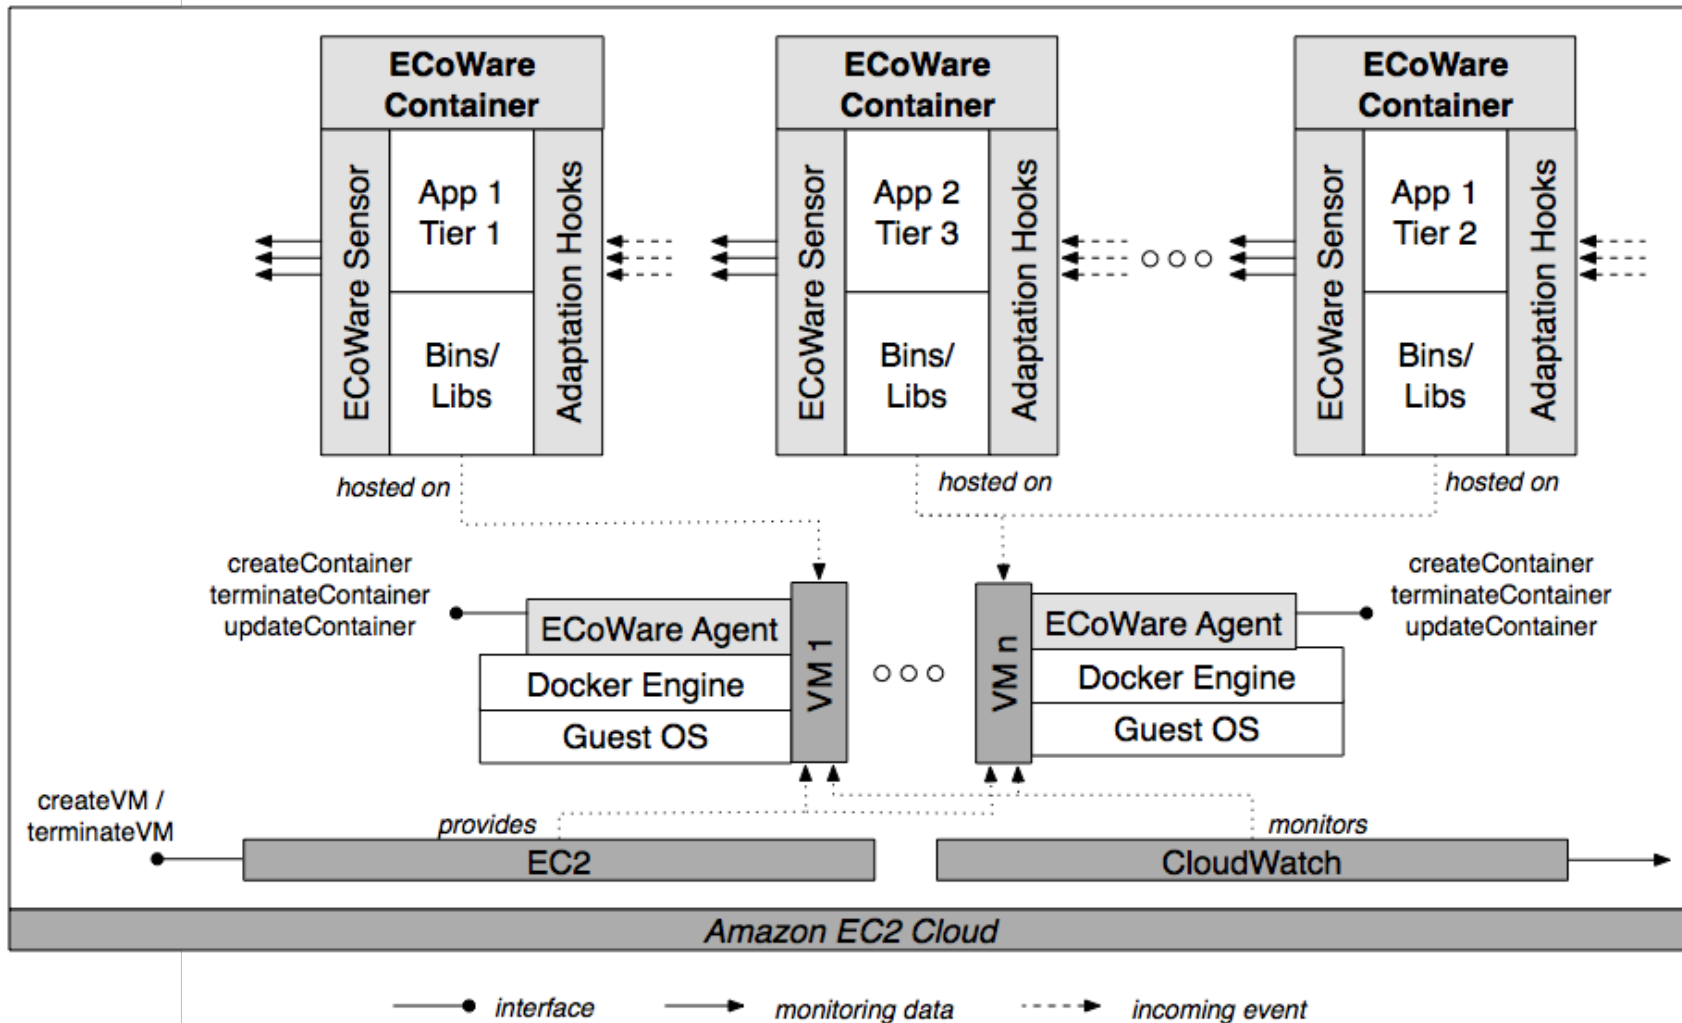 ECoWare
Container
ECoWare Sensor
App 1
Tier 1
Bins/
Libs
Adaptation Hooks
ECoWare
Container
ECoWare Sensor
App 2
Tier 3
Bins/
Libs
Adaptation Hooks
ECoWare
Container
ECoWare Sensor
App 1
Tier 2
Bins/
Libs
Adaptation Hooks
hosted on
hosted on
hosted on
createContainer
terminateContainer
updateContainer
ECoWare Agent
Docker Engine
Guest OS
VM 1
VM n
ECoWare Agent
Docker Engine
Guest OS
createContainer
terminateContainer
updateContainer
createVM /
terminateVM
provides
monitors
EC2
CloudWatch
Amazon EC2 Cloud
interface
monitoring data
incoming event